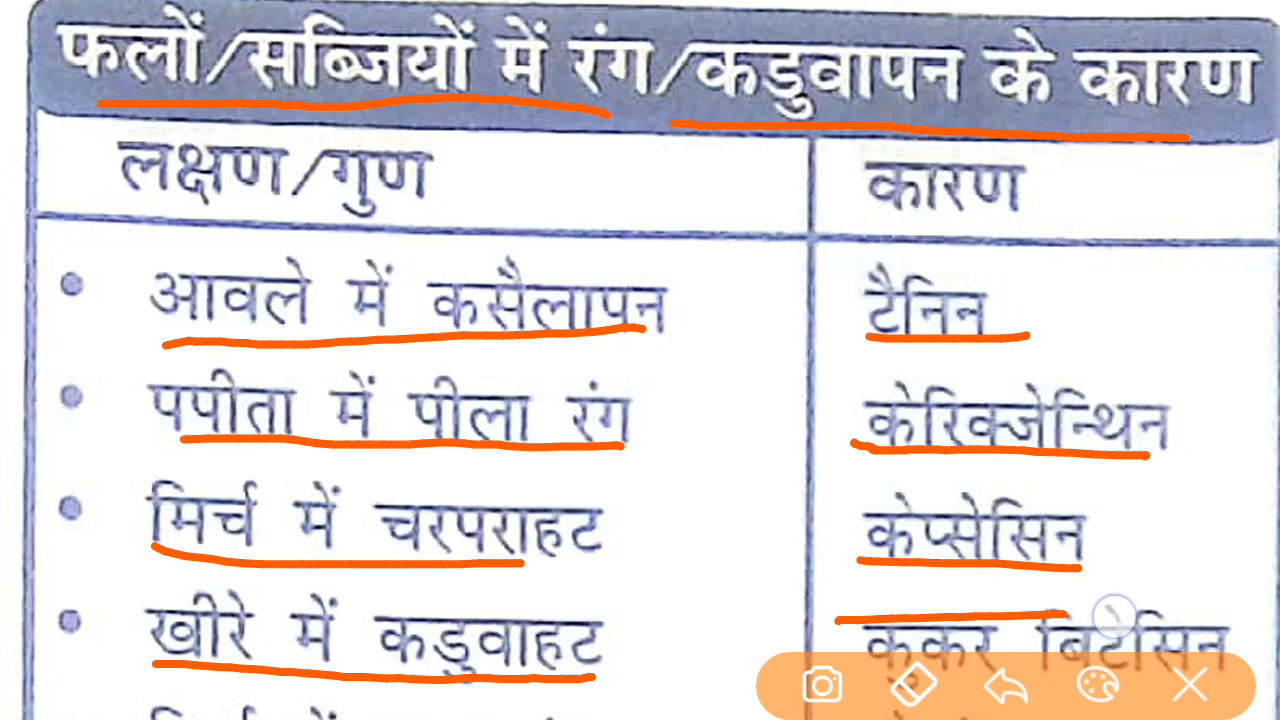 फलों/सब्जियों में रंग/कडुवापन के कारण
लक्षण/गुण कारण
• आवले में कसैलापन टैनिन
• पपीता में पीला रंग केरिक्जेन्थिन
• मिर्च में चरपराहट केप्सेसिन
• खीरे में कडुवाहट कुकर बिटेसिन